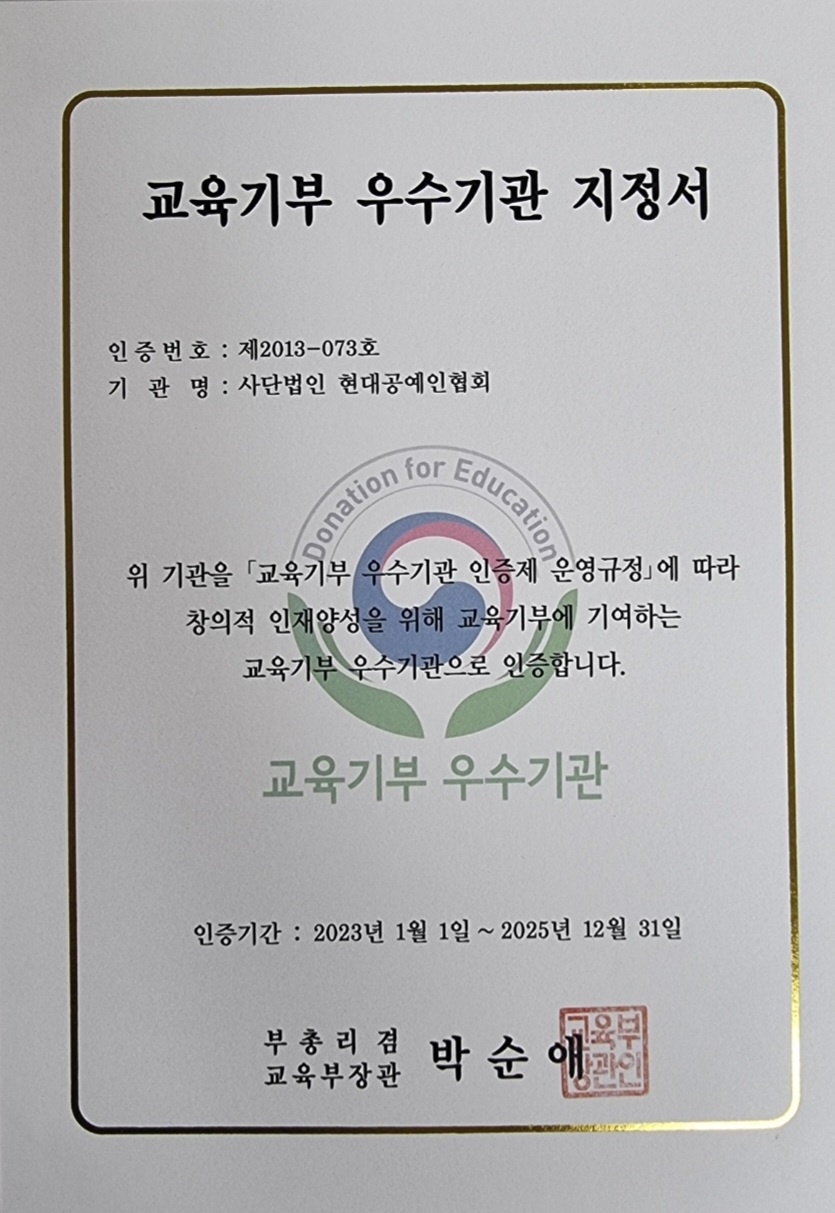 교육기부 우수기관 지정서
인증번호 : 제2013-073호
기 관 명 : 사단법인 현대공예인협회
Donation for Education
위 기관을 「교육기부 우수기관 인증제 운영규정」에 따라
창의적 인재양성을 위해 교육기부에 기여하는
교육기부 우수기관으로 인증합니다.
교육기부 우수기관
인증기간 : 2023년 1월 1일 ~ 2025년 12월 31일
부총리 겸
교육부장관 박순애
교육부
장관인